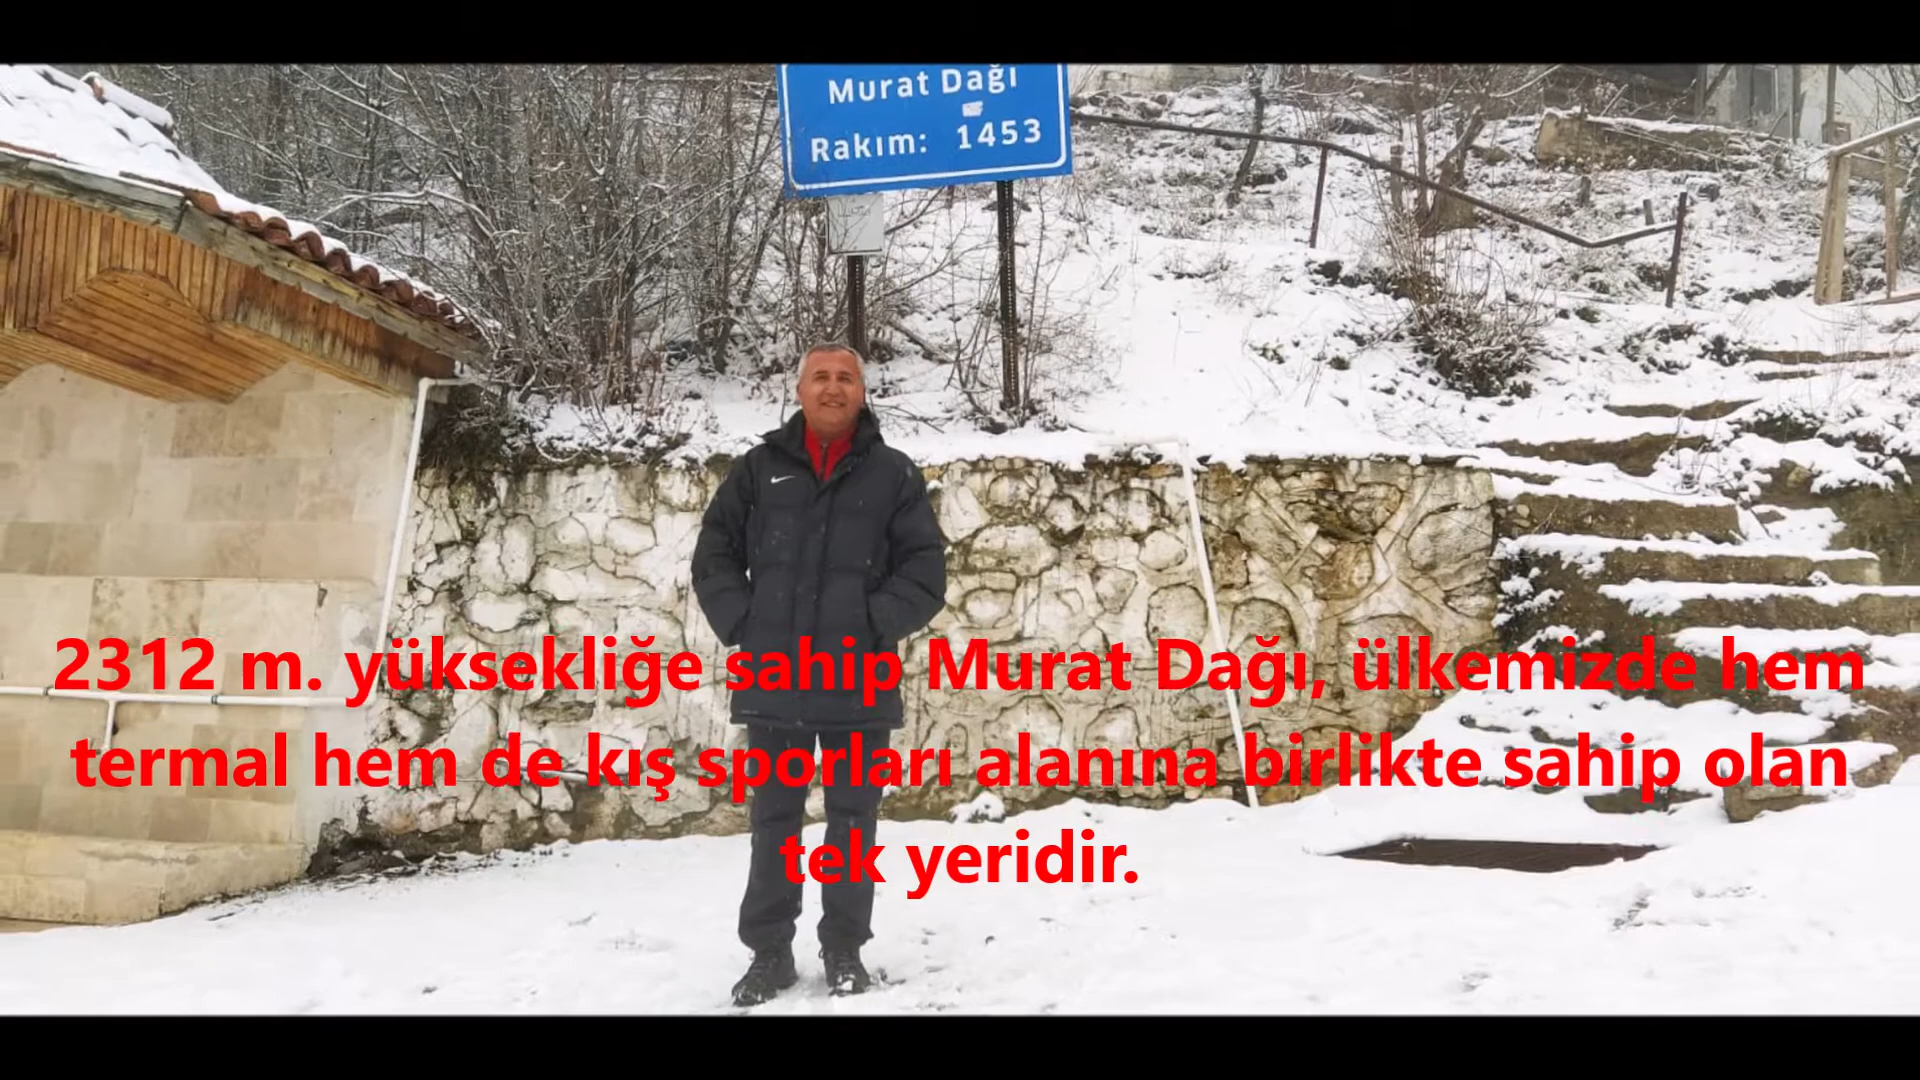 Murat Dağı
Rakım: 1453
2312 m. yüksekliğe sahip Murat Dağı, ülkemizde hem
termal hem de kış sporları alanına birlikte sahip olan
tek yeridir.